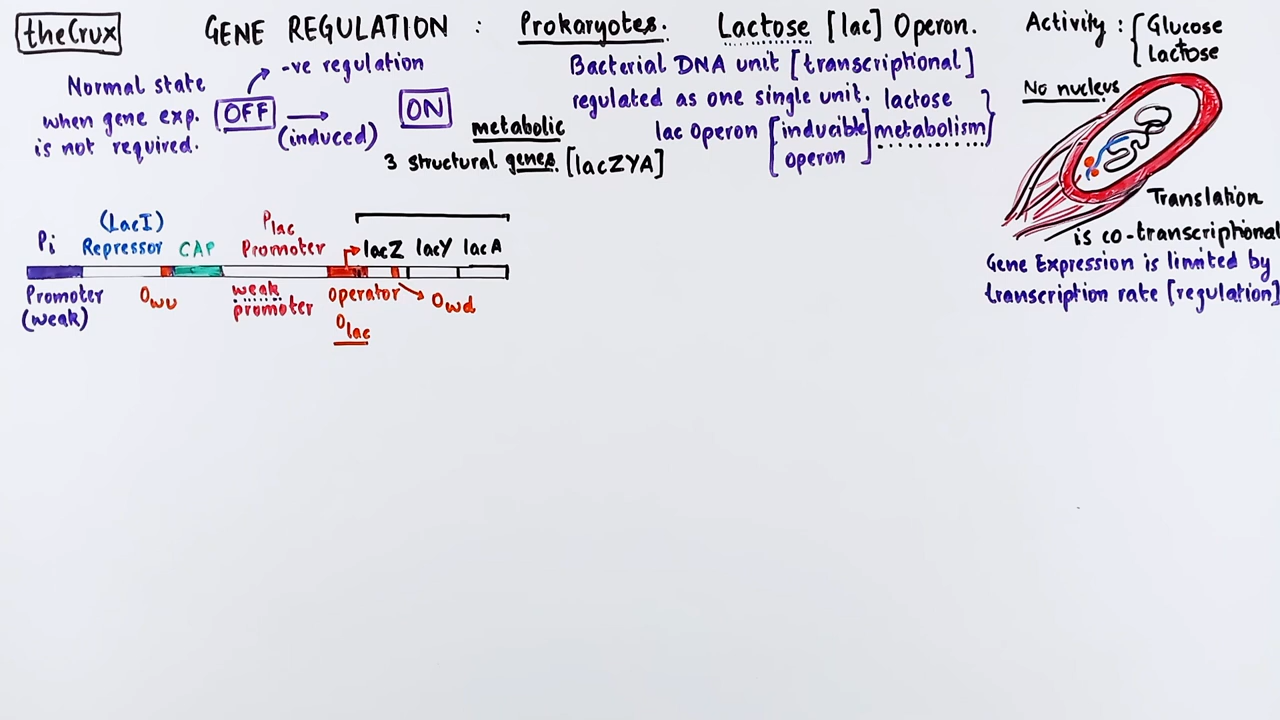 theCrux
GENE REGULATION : Prokaryotes. Lactose [lac] Operon.
Activity : { Glucose
Lactose
Normal state
when gene exp.
is not required.
OFF
-ve regulation
(induced)
ON
metabolic
3 structural genes. [lacZYA]
Bacterial DNA unit [transcriptional]
regulated as one single unit.
lac Operon [inducible operon]
lactose
metabolism
No nucleus
Translation
is co-transcriptional
Gene Expression is limited by
transcription rate [regulation]
Pi
(LacI)
Repressor
CAP
Plac
Promoter
lacZ lacY lacA
Promoter
(weak)
Owu
weak
promoter
operator
Olac
Owd